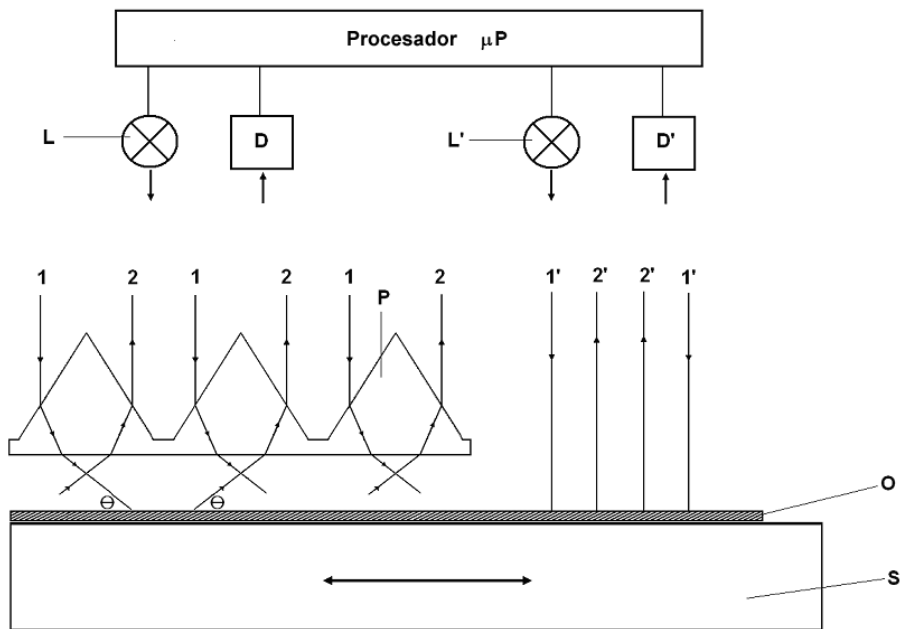 Procesador μP
L D L' D'
1 2 1 2 1 2 1' 2' 2' 1'
P
Θ Θ
O
S